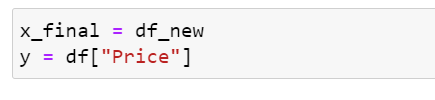 x_final = df_new
y = df["Price"]